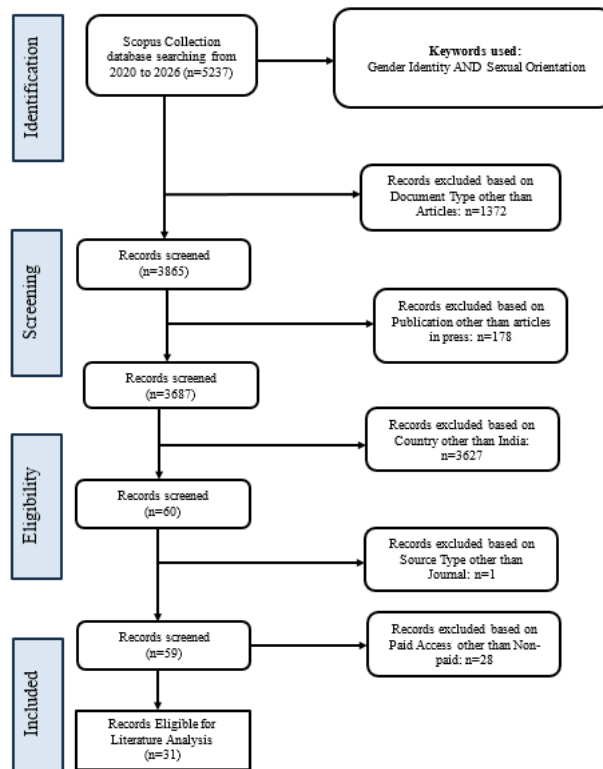 Identification
Scopus Collection
database searching from
2020 to 2026 (n=5237)
Keywords used:
Gender Identity AND Sexual Orientation
Records excluded based on
Document Type other than
Articles: n=1372
Screening
Records screened
(n=3865)
Records excluded based on
Publication other than articles
in press: n=178
Records screened
(n=3687)
Eligibility
Records excluded based on
Country other than India:
n=3627
Records screened
(n=60)
Records excluded based on
Source Type other than
Journal: n=1
Included
Records screened
(n=59)
Records excluded based on
Paid Access other than Non-
paid: n=28
Records Eligible for
Literature Analysis
(n=31)